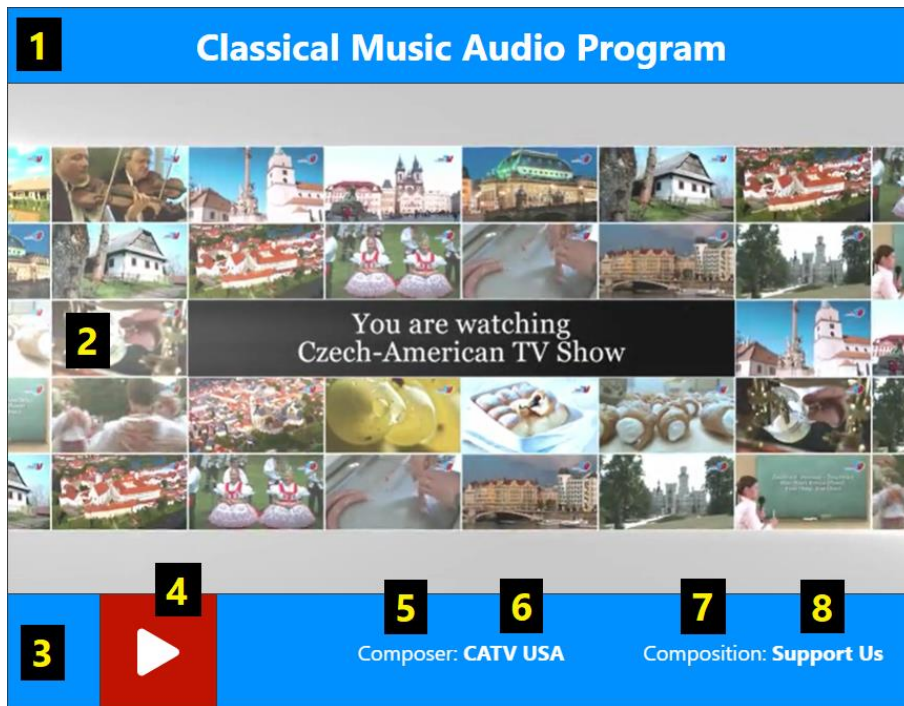 1
Classical Music Audio Program
You are watching
Czech-American TV Show
2
3
4
5
6
7
8
Composer: CATV USA
Composition: Support Us